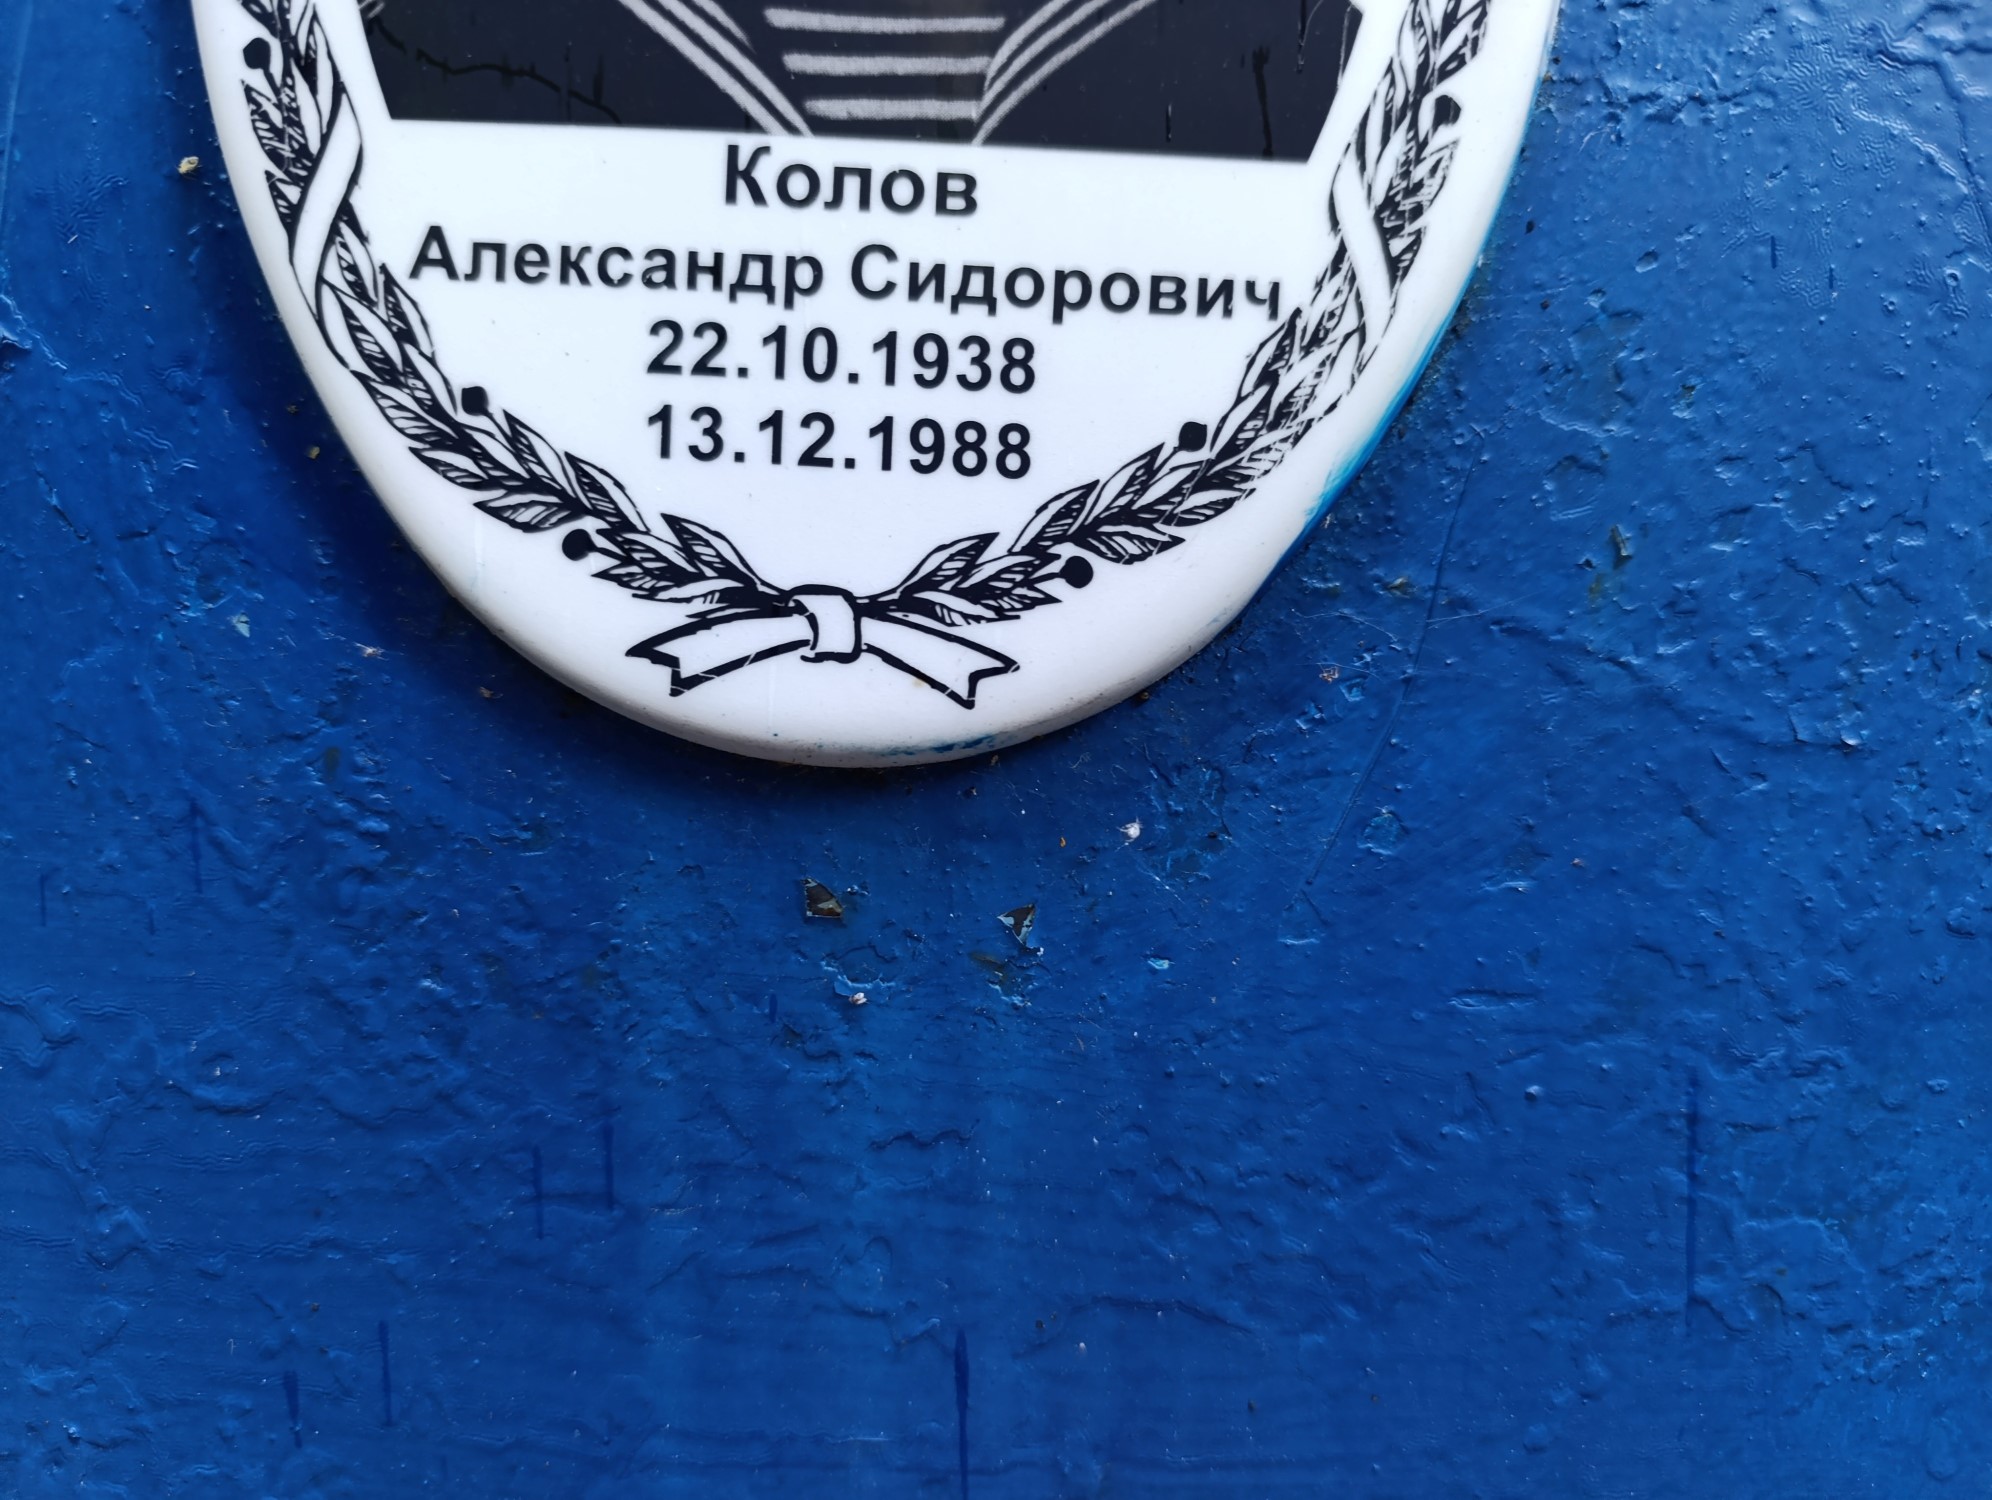 Колов
Александр Сидорович
22.10.1938
13.12.1988